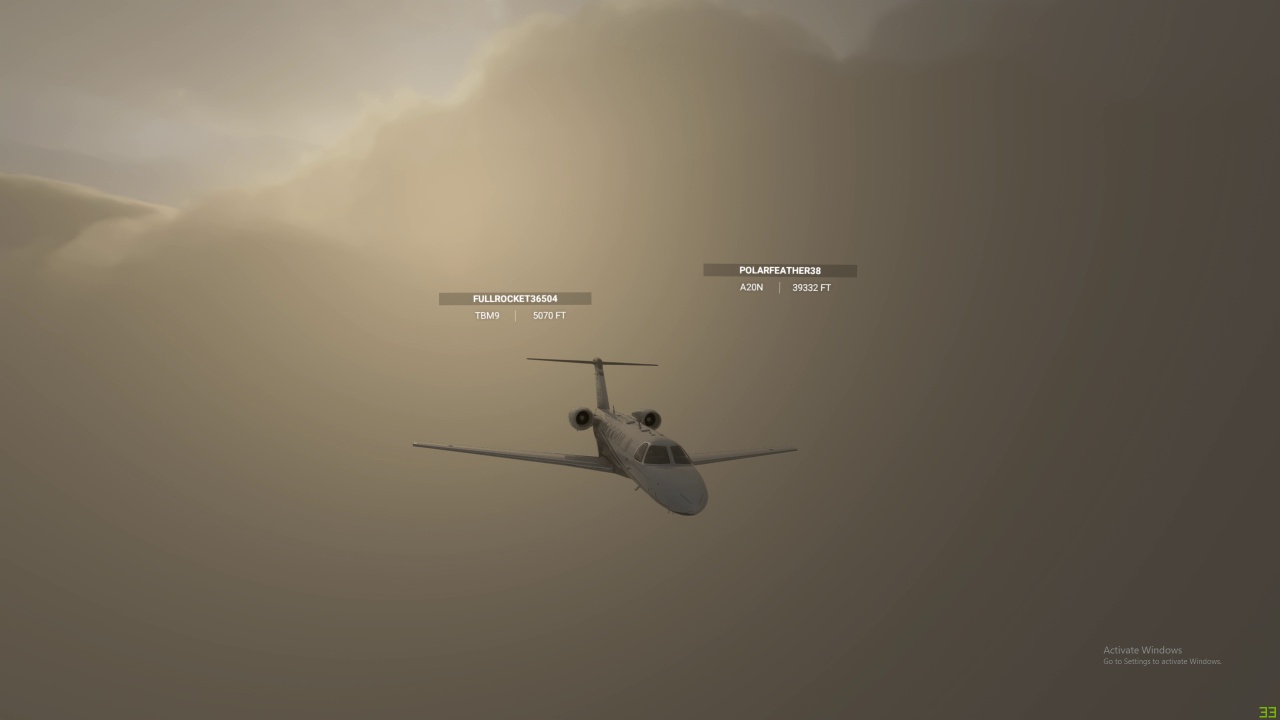 POLARFEATHER38
A20N | 39332 FT
FULLROCKET36504
TBM9 | 5070 FT
Activate Windows
Go to Settings to activate Windows.
33